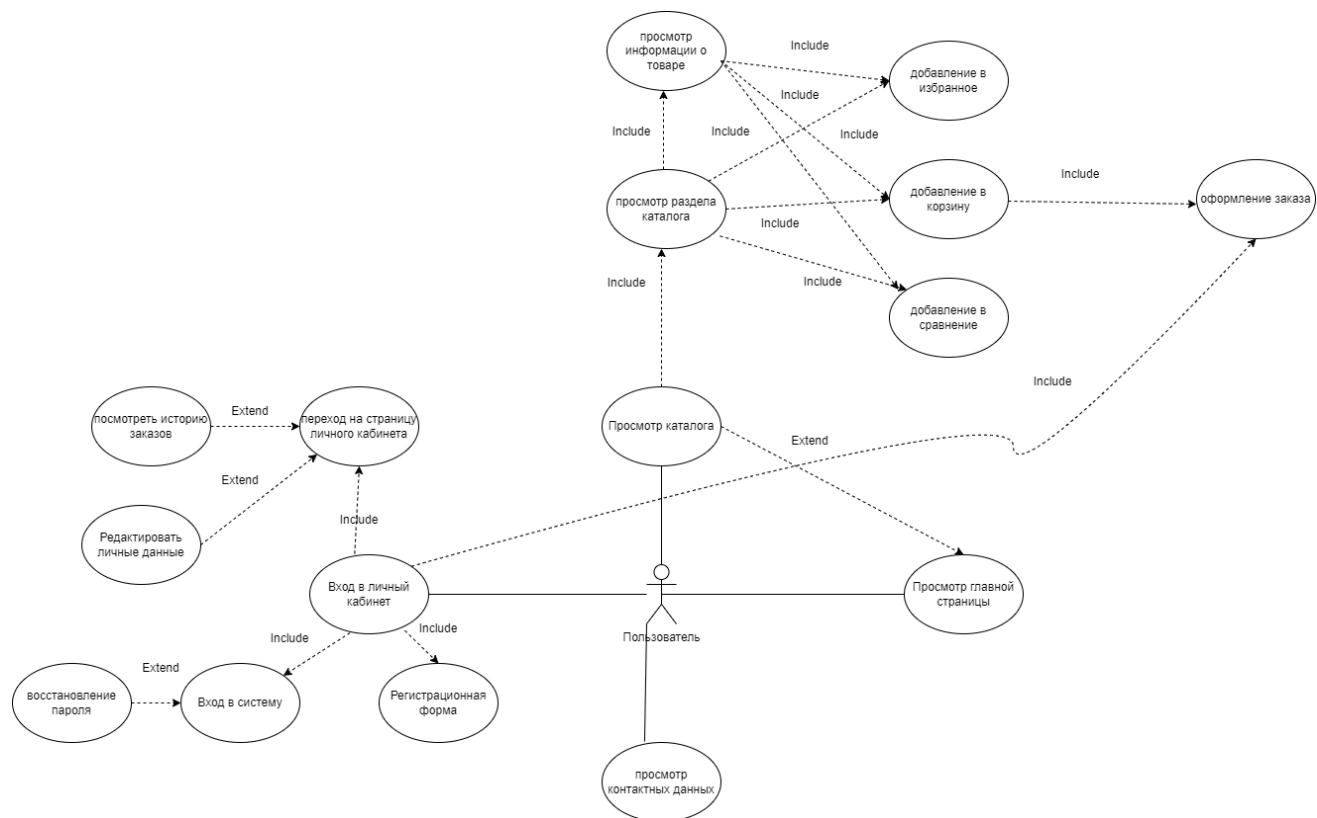 просмотр
информации о
товаре
Include
добавление в
избранное
Include
Include
Include
Include
просмотр раздела
каталога
добавление в
корзину
Include
оформление заказа
Include
Include
Include
добавление в
сравнение
Include
посмотреть историю
заказов
Extend
переход на страницу
личного кабинета
Просмотр каталога
Extend
Extend
Редактировать
личные данные
Include
Вход в личный
кабинет
Просмотр главной
страницы
Пользователь
Include
Include
восстановление
пароля
Extend
Вход в систему
Регистрационная
форма
просмотр
контактных данных